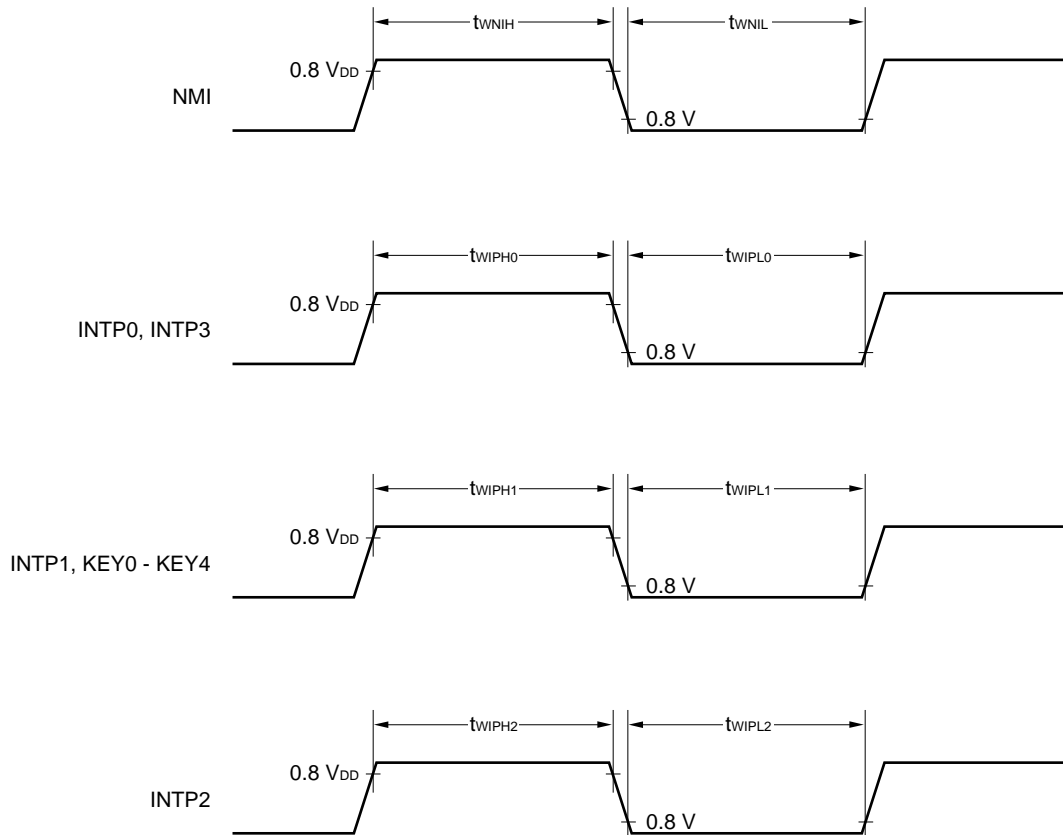 tWNIH tWNIL
0.8 VDD
NMI
0.8 V
tWIPH0 tWIPL0
0.8 VDD
INTP0, INTP3
0.8 V
tWIPH1 tWIPL1
0.8 VDD
INTP1, KEY0 - KEY4
0.8 V
tWIPH2 tWIPL2
0.8 VDD
INTP2
0.8 V